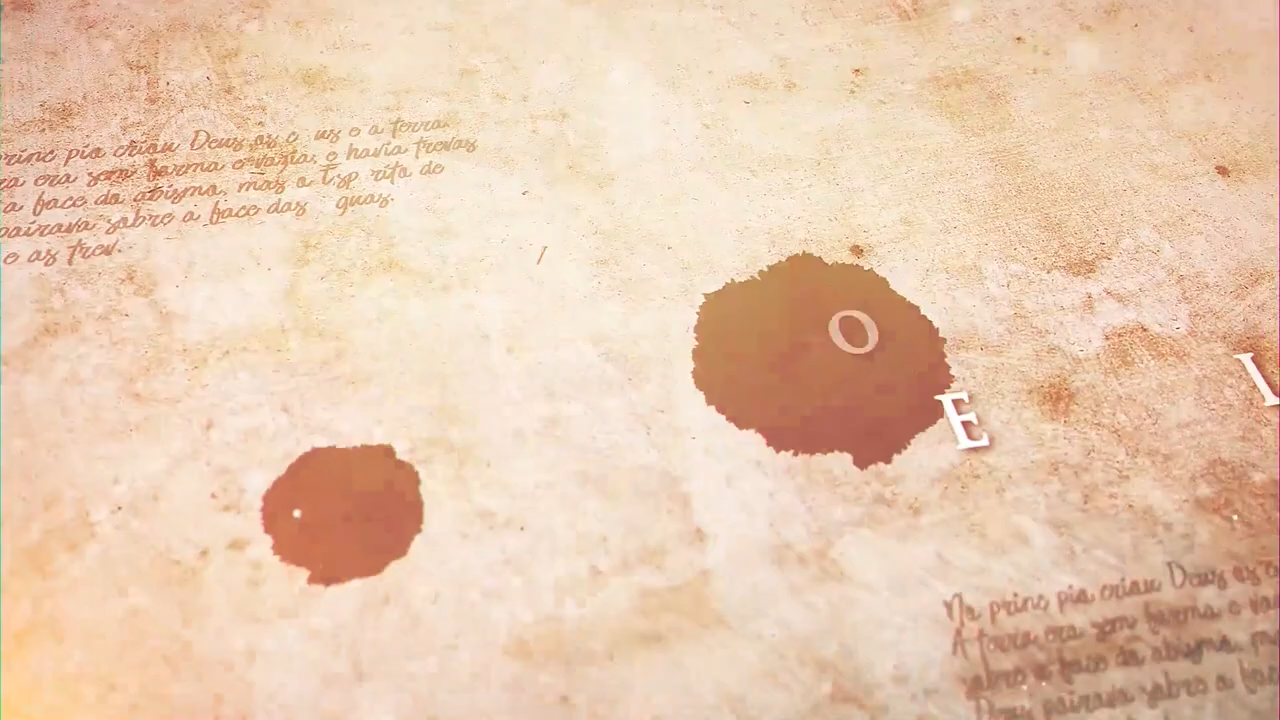 princ pio criou Deus os c us e a terra.
ra era sem forma e vazia, e havia trevas
a face do abismo, mas o Esp rito de
pairava sobre a face das guas.
e as trev.
O
E
L
No princ pio criou Deus os c
A terra era sem forma e va
sobre a face do abismo, m
Deus pairava sobre a fac